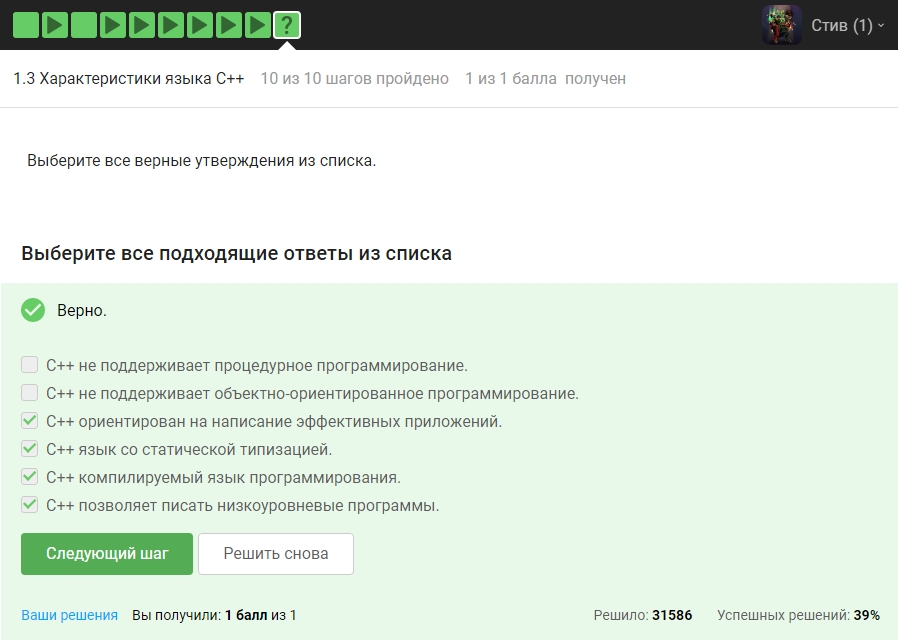 ?
Стив (1)
1.3 Характеристики языка C++ 10 из 10 шагов пройдено 1 из 1 балла получен
Выберите все верные утверждения из списка.
Выберите все подходящие ответы из списка
Верно.
C++ не поддерживает процедурное программирование.
C++ не поддерживает объектно-ориентированное программирование.
C++ ориентирован на написание эффективных приложений.
C++ язык со статической типизацией.
C++ компилируемый язык программирования.
C++ позволяет писать низкоуровневые программы.
Следующий шаг Решить снова
Ваши решения Вы получили: 1 балл из 1 Решило: 31586 Успешных решений: 39%